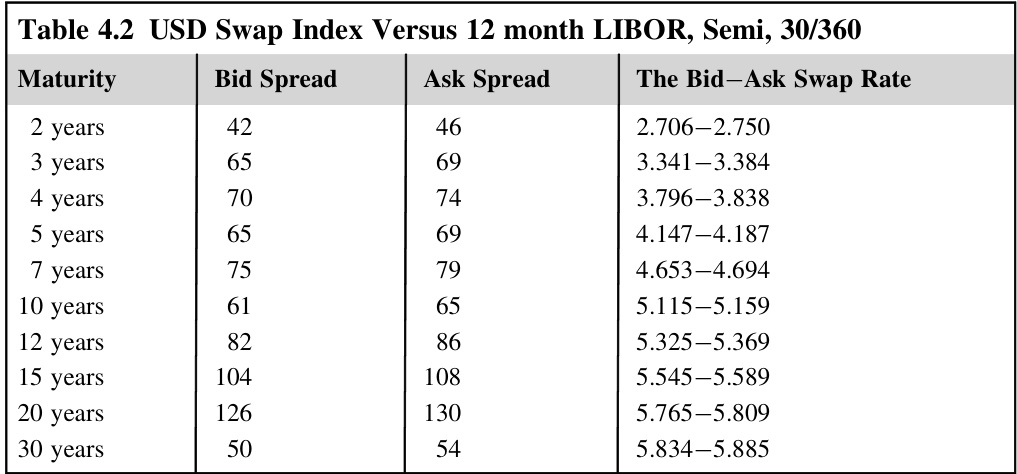 Table 4.2 USD Swap Index Versus 12 month LIBOR, Semi, 30/360
Maturity Bid Spread Ask Spread The Bid−Ask Swap Rate
2 years 42 46 2.706−2.750
3 years 65 69 3.341−3.384
4 years 70 74 3.796−3.838
5 years 65 69 4.147−4.187
7 years 75 79 4.653−4.694
10 years 61 65 5.115−5.159
12 years 82 86 5.325−5.369
15 years 104 108 5.545−5.589
20 years 126 130 5.765−5.809
30 years 50 54 5.834−5.885